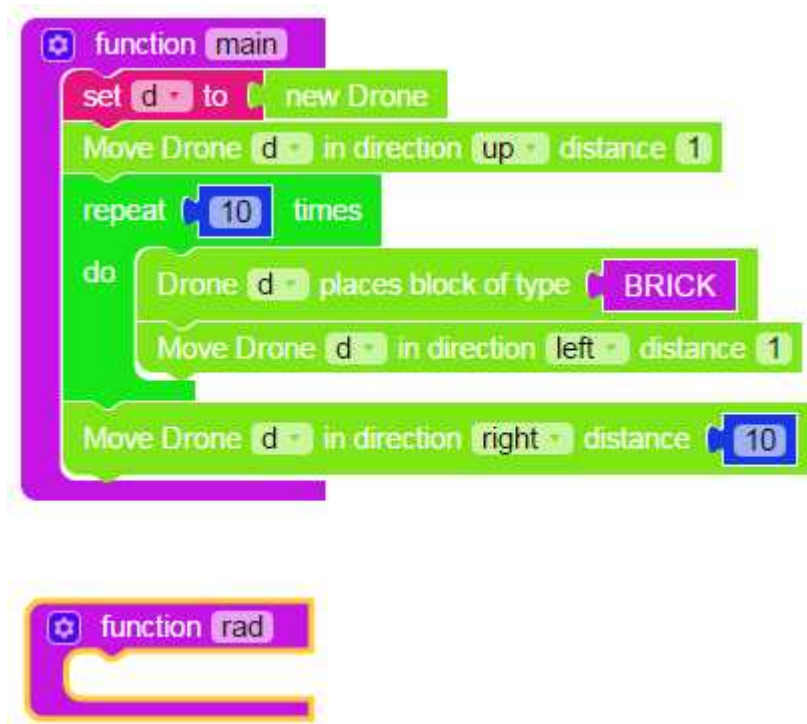 function main
set d to new Drone
Move Drone d in direction up distance 1
repeat 10 times
do Drone d places block of type BRICK
Move Drone d in direction left distance 1
Move Drone d in direction right distance 10
function rad